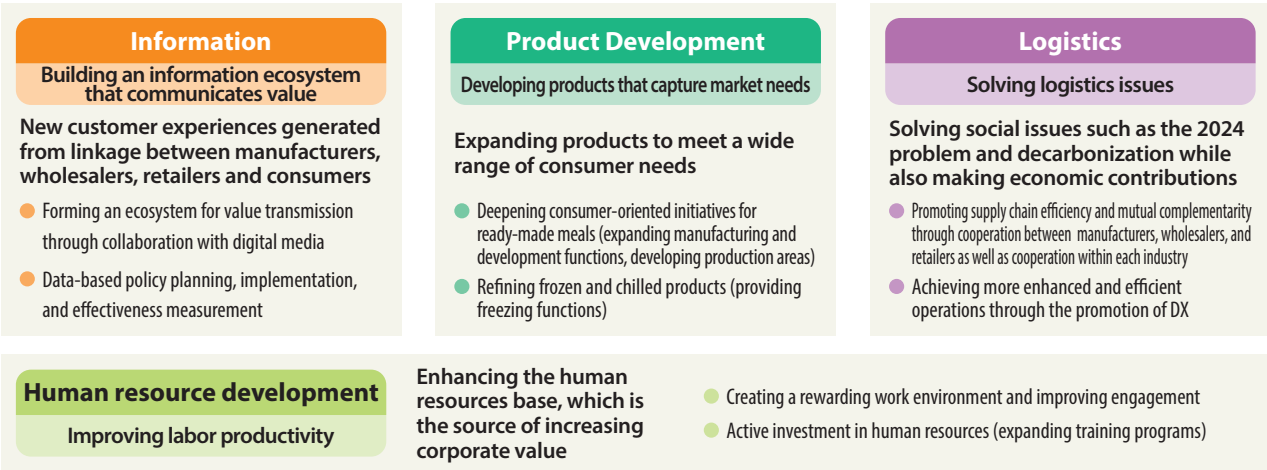 Information
Building an information ecosystem
that communicates value
New customer experiences generated
from linkage between manufacturers,
wholesalers, retailers and consumers
Forming an ecosystem for value transmission
through collaboration with digital media
Data-based policy planning, implementation,
and effectiveness measurement
Product Development
Developing products that capture market needs
Expanding products to meet a wide
range of consumer needs
Deepening consumer-oriented initiatives for
ready-made meals (expanding manufacturing and
development functions, developing production areas)
Refining frozen and chilled products (providing
freezing functions)
Logistics
Solving logistics issues
Solving social issues such as the 2024
problem and decarbonization while
also making economic contributions
Promoting supply chain efficiency and mutual complementarity
through cooperation between manufacturers, wholesalers, and
retailers as well as cooperation within each industry
Achieving more enhanced and efficient
operations through the promotion of DX
Human resource development
Improving labor productivity
Enhancing the human
resources base, which is
the source of increasing
corporate value
Creating a rewarding work environment and improving engagement
Active investment in human resources (expanding training programs)